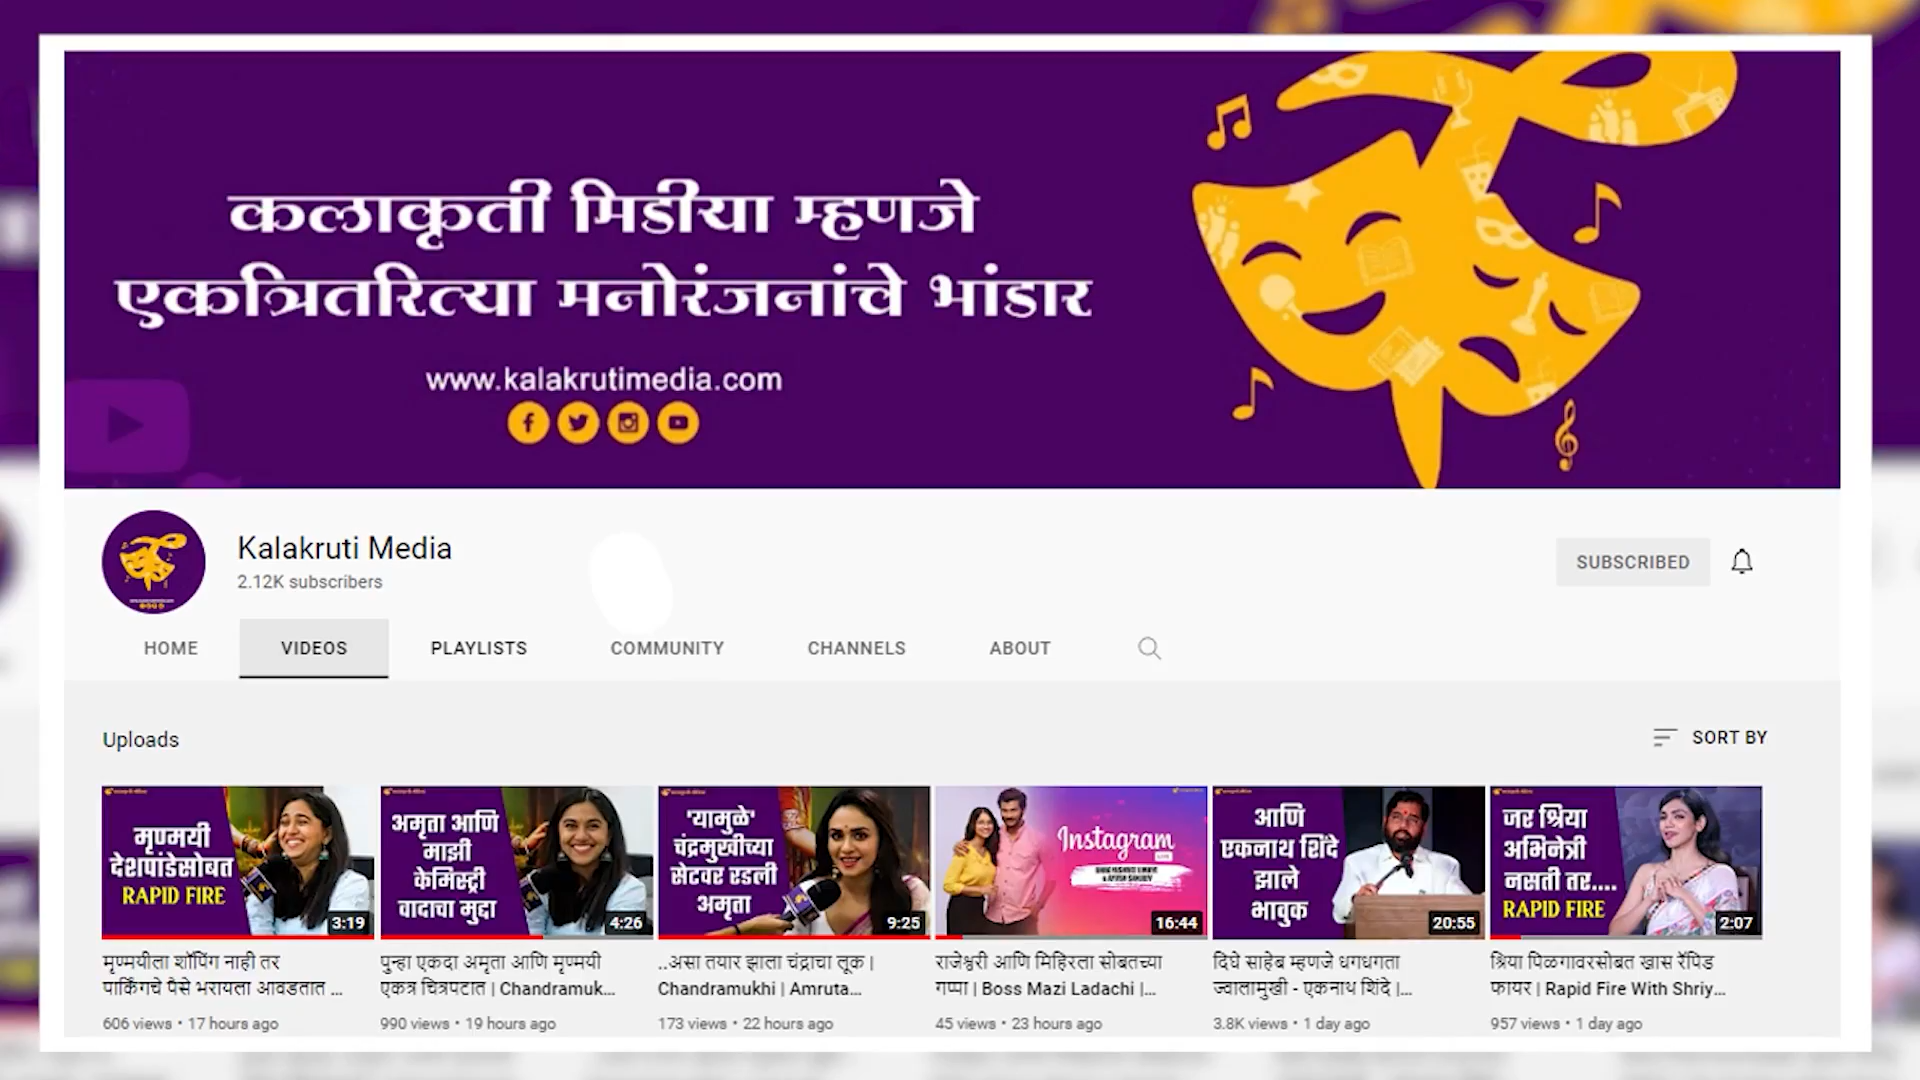 कलाकृती मिडीया म्हणजे
एकत्रितरित्या मनोरंजनांचे भांडार
www.kalakrutimedia.com
Kalakruti Media
2.12K subscribers
SUBSCRIBED
HOME
VIDEOS
PLAYLISTS
COMMUNITY
CHANNELS
ABOUT
Uploads
SORT BY
मृण्मयी
देशपांडेसोबत
RAPID FIRE
3:19
मृण्मयीला शॉपिंग नाही तर
पार्किंगचे पैसे भरायला आवडतात ...
606 views • 17 hours ago
अमृता आणि
माझी
केमिस्ट्री
वादाचा मुद्दा
4:26
पुन्हा एकदा अमृता आणि मृण्मयी
एकत्र चित्रपटात | Chandramuk...
990 views • 19 hours ago
'यामुळे'
चंद्रमुखीच्या
सेटवर रडली
अमृता
9:25
..असा तयार झाला चंद्राचा लूक |
Chandramukhi | Amruta...
173 views • 22 hours ago
Instagram
LIVE
16:44
राजेश्वरी आणि मिहिरला सोबतच्या
गप्पा | Boss Mazi Ladachi |...
45 views • 23 hours ago
आणि
एकनाथ शिंदे
झाले
भावुक
20:55
दिघे साहेब म्हणजे धगधगता
ज्वालामुखी - एकनाथ शिंदे |...
3.8K views • 1 day ago
जर श्रिया
अभिनेत्री
नसती तर....
RAPID FIRE
2:07
श्रिया पिळगावरसोबत खास रॅपिड
फायर | Rapid Fire With Shriy...
957 views • 1 day ago